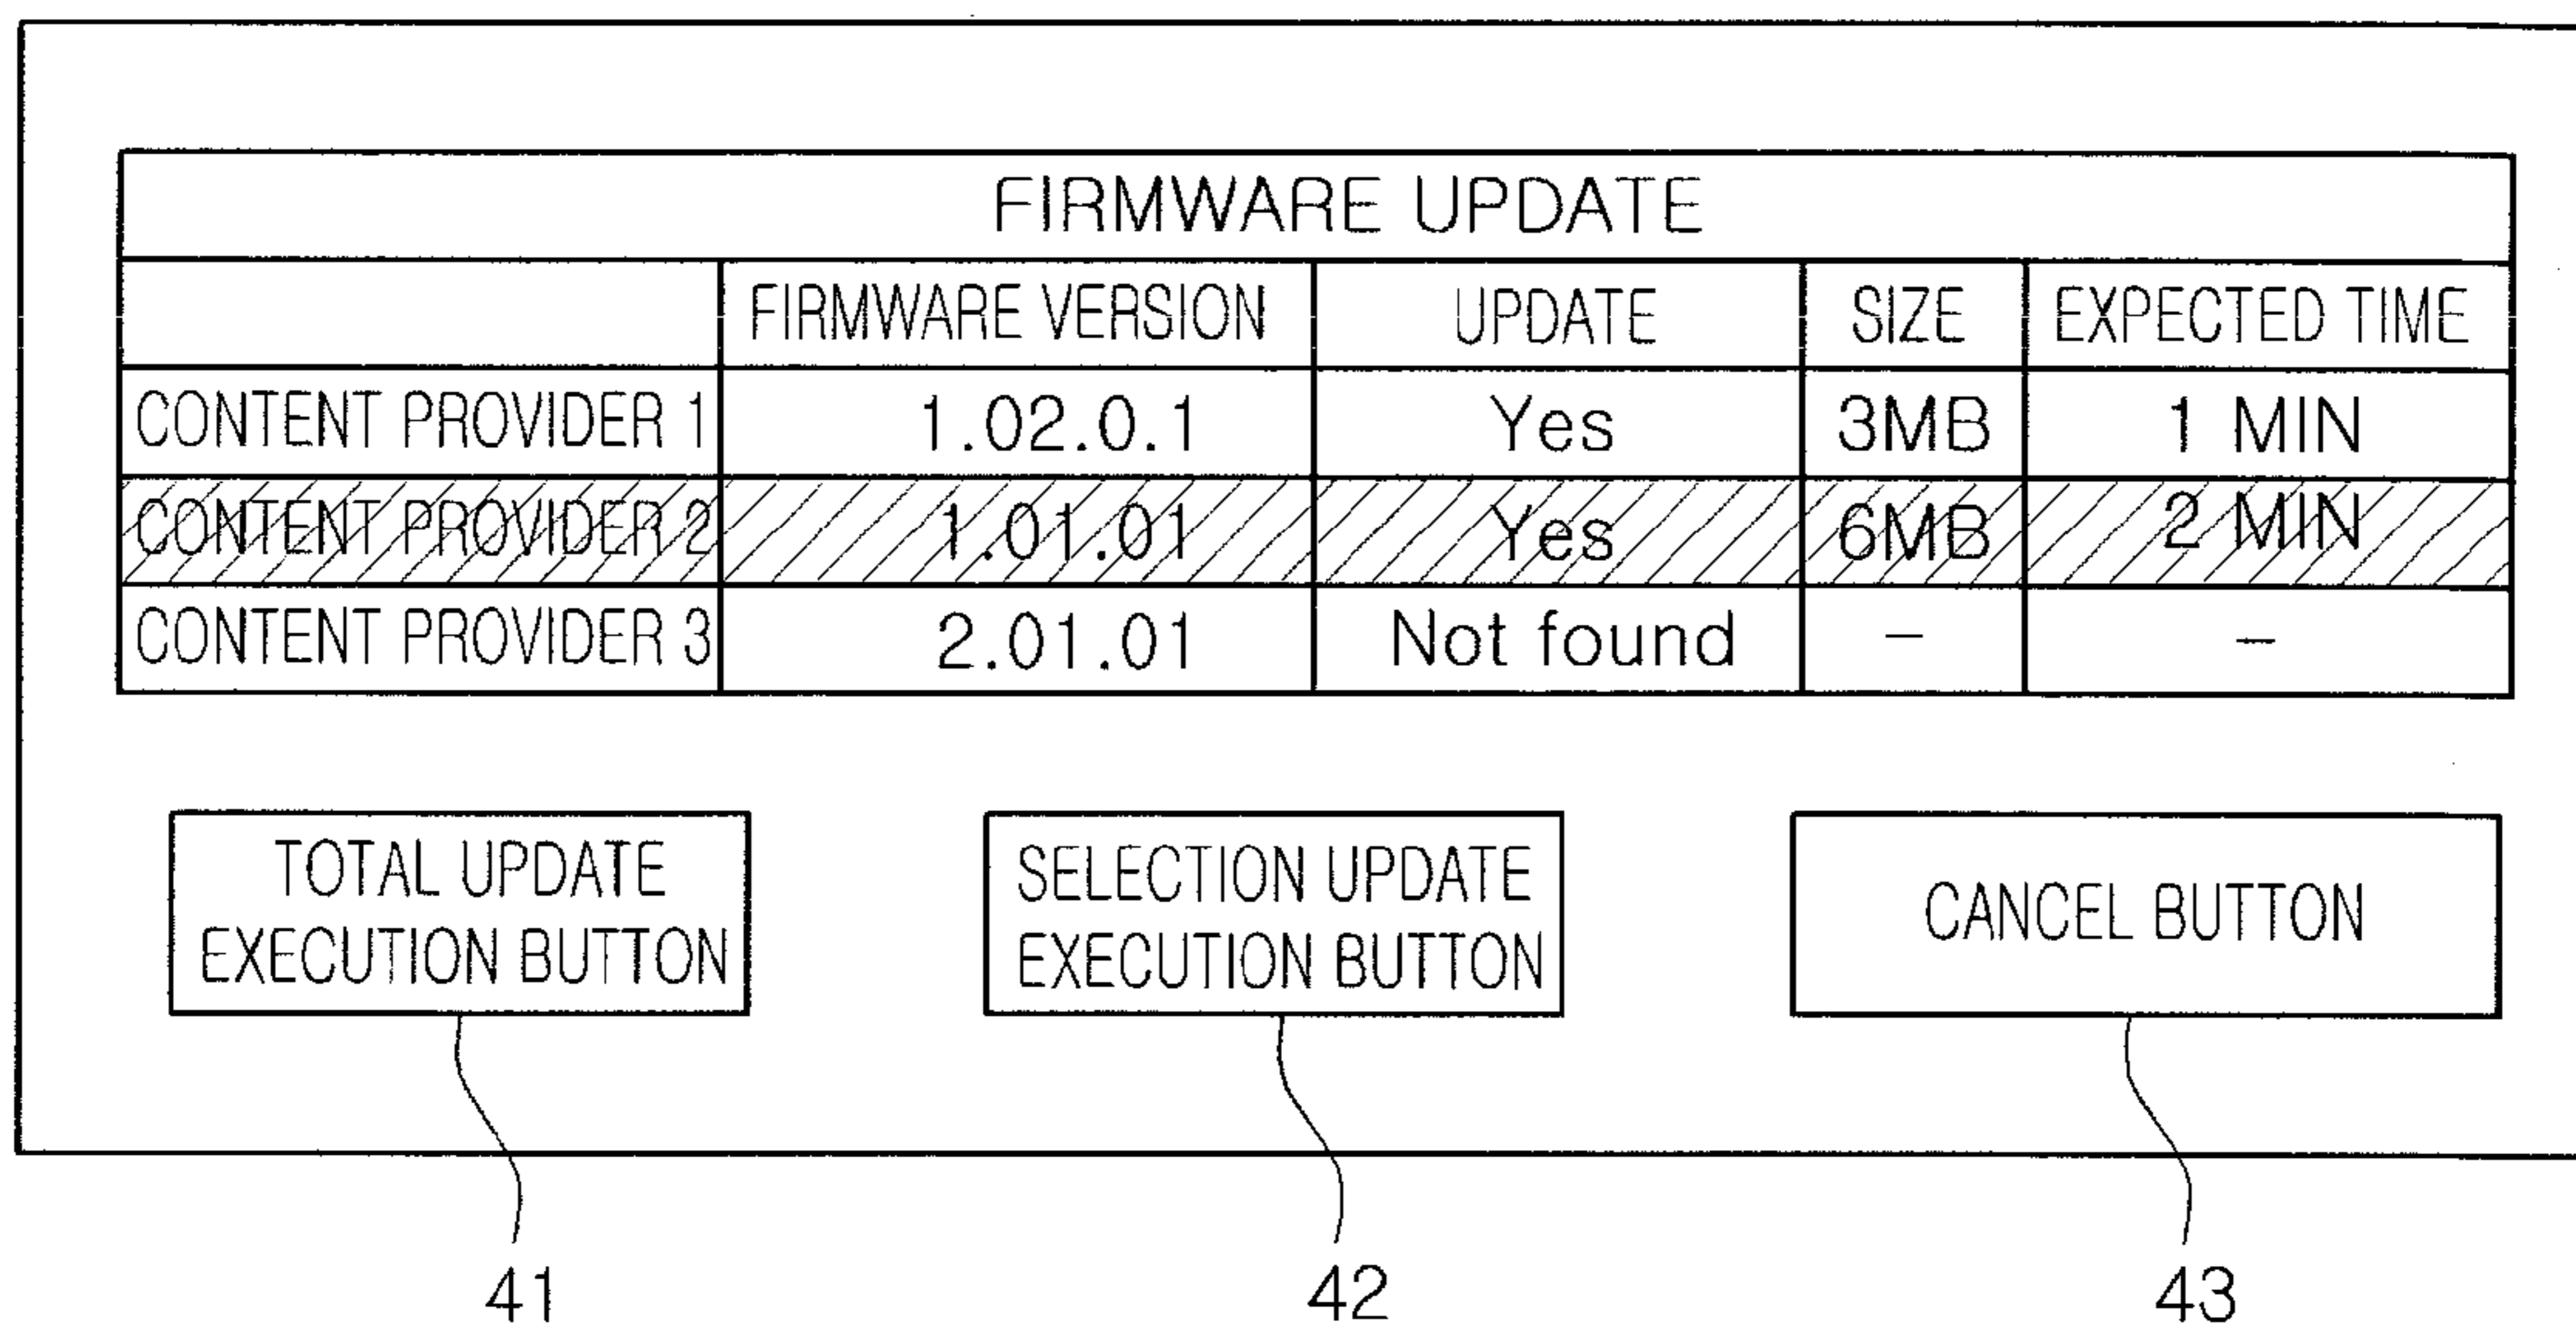 FIRMWARE UPDATE
FIRMWARE VERSION UPDATE SIZE EXPECTED TIME
CONTENT PROVIDER 1 1.02.0.1 Yes 3MB 1 MIN
CONTENT PROVIDER 2 1.01.01 Yes 6MB 2 MIN
CONTENT PROVIDER 3 2.01.01 Not found – –
TOTAL UPDATE
EXECUTION BUTTON
SELECTION UPDATE
EXECUTION BUTTON
CANCEL BUTTON
41 42 43